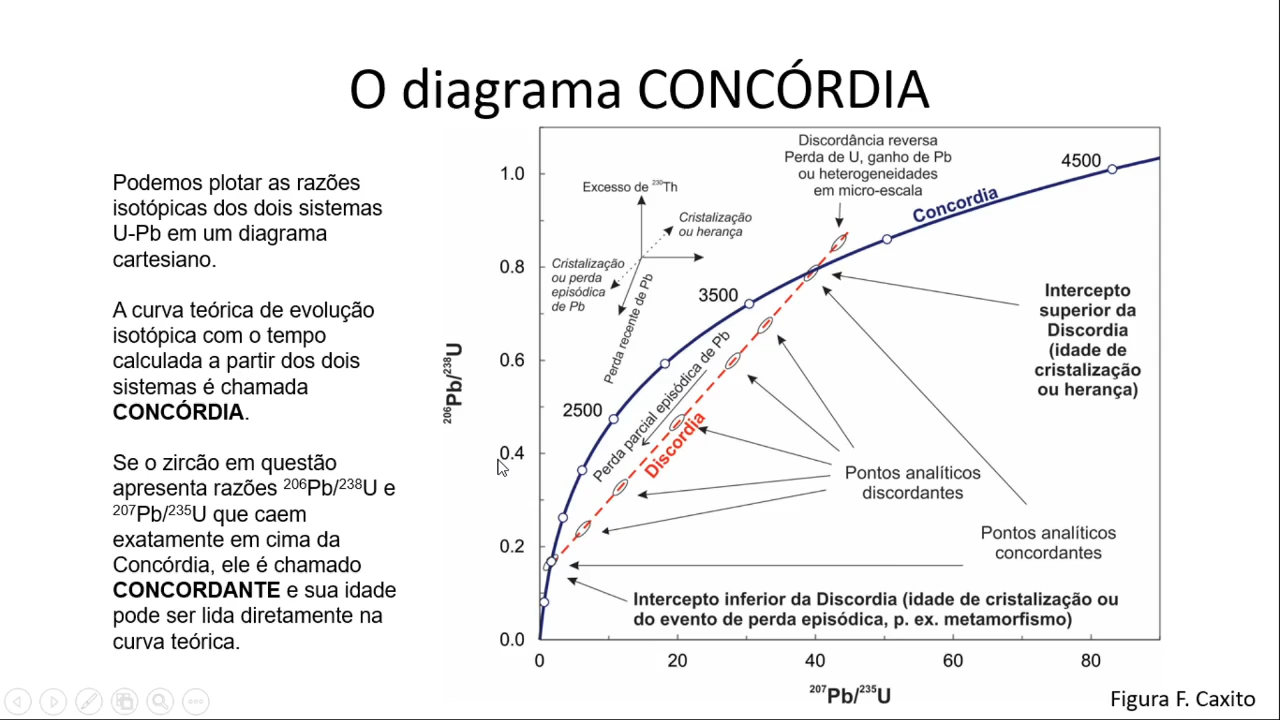 O diagrama CONCÓRDIA
Podemos plotar as razões
isotópicas dos dois sistemas
U-Pb em um diagrama
cartesiano.
A curva teórica de evolução
isotópica com o tempo
calculada a partir dos dois
sistemas é chamada
CONCÓRDIA.
Se o zircão em questão
apresenta razões ²⁰⁶Pb/²³⁸U e
²⁰⁷Pb/²³⁵U que caem
exatamente em cima da
Concórdia, ele é chamado
CONCORDANTE e sua idade
pode ser lida diretamente na
curva teórica.
Discordância reversa
Perda de U, ganho de Pb
ou heterogeneidades
em micro-escala
4500
Concordia
Excesso de ²³⁰Th
Cristalização
ou herança
Cristalização
ou perda
episódica
de Pb
Perda recente de Pb
3500
2500
Perda parcial episódica de Pb
Discordia
Intercepto
superior da
Discordia
(idade de
cristalização
ou herança)
Pontos analíticos
discordantes
Pontos analíticos
concordantes
Intercepto inferior da Discordia (idade de cristalização ou
do evento de perda episódica, p. ex. metamorfismo)
1.0
0.8
0.6
0.4
0.2
0.0
²⁰⁶Pb/²³⁸U
0
20
40
60
80
²⁰⁷Pb/²³⁵U
Figura F. Caxito